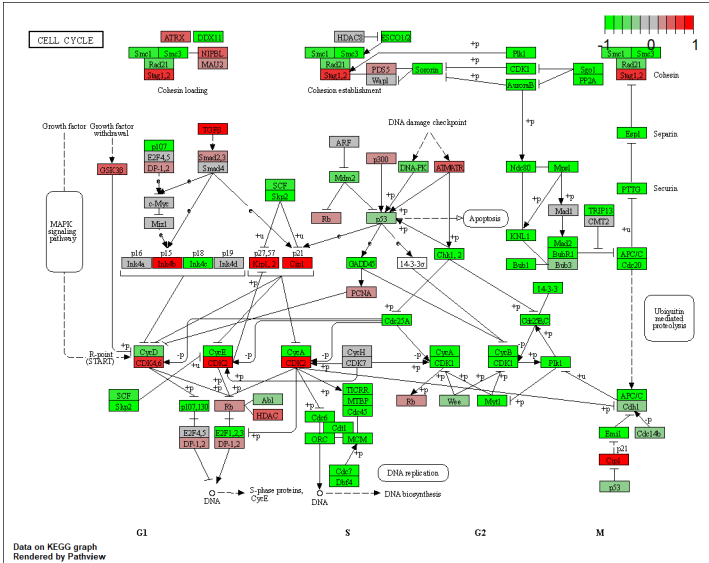 CELL CYCLE
ATRX
DDX11
Smc1
Smc3
NIPBL
Rad21
MAU2
Stag1,2
Cohesin loading
HDAC8
ESCO1/2
+p
Smc1
Smc3
Rad21
Stag1,2
PDS5
Wapl
Sororin
Cohesion establishment
Plk1
CDK1
AuroraB
+p
+p
Sgo1
PP2A
Smc1
Smc3
Rad21
Stag1,2
Cohesin
-1
0
1
Growth factor
Growth factor
withdrawal
GSK3β
TGFβ
p107
E2F4,5
DP-1,2
Smad2,3
Smad4
c-Myc
Miz1
e
e
e
e
MAPK
signaling
pathway
DNA damage checkpoint
ARF
Mdm2
p300
DNA-PK
ATM/ATR
+p
+p
Rb
p53
Apoptosis
SCF
Skp2
+u
+u
+p
Espl
Separin
PTTG
Securin
Ndc80
Mps1
+p
+p
Mad1
TRIP13
CMT2
KNL1
Mad2
BubR1
Bub3
Bub1
APC/C
Cdc20
p16
p15
p18
p19
p27,57
p21
Ink4a
Ink4b
Ink4c
Ink4d
Kip1, 2
Cip1
e
e
GADD45
14-3-3σ
Chk1, 2
PCNA
+p
+p
14-3-3
Cdc25A
Cdc25B,C
Ubiquitin
mediated
proteolysis
R-point
(START)
+p
CycD
CDK4,6
-p
+u
CycE
CDK2
-p
CycA
CDK2
-p
CycH
CDK7
-p
CycA
CDK1
CycB
CDK1
-p
+p
Plk1
+u
SCF
Skp2
p107,130
Rb
Abl
HDAC
+p
+p
+p
+p
TICRR
MTBP
Cdc45
Cdc6
Cdt1
ORC
MCM
+p
Rb
Wee
Myt1
+p
+p
APC/C
Cdh1
-p
Emi1
Cdc14b
p21
Cip1
p53
E2F4,5
DP-1,2
E2F1,2,3
DP-1,2
+p
Cdc7
Dbf4
DNA replication
DNA
S-phase proteins,
CycE
DNA
DNA biosynthesis
G1
S
G2
M
Data on KEGG graph
Rendered by Pathview